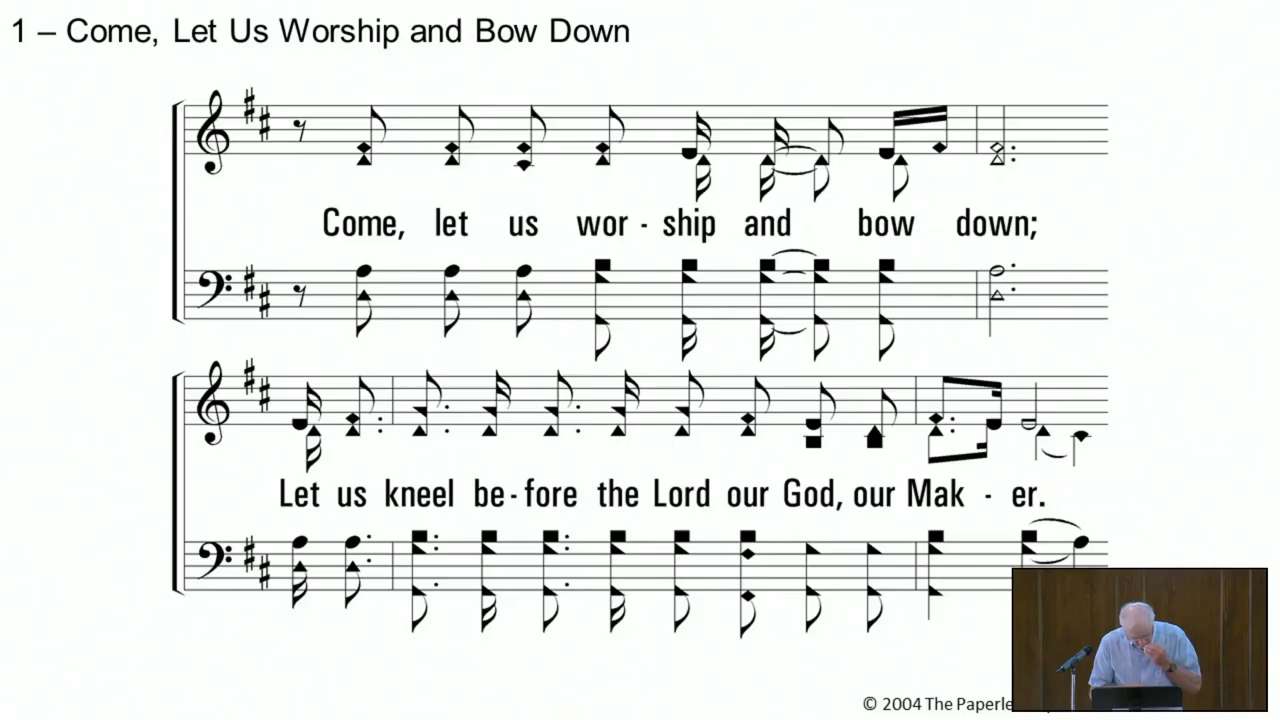 1 – Come, Let Us Worship and Bow Down
Come, let us wor - ship and bow down;
Let us kneel be - fore the Lord our God, our Mak - er.
© 2004 The